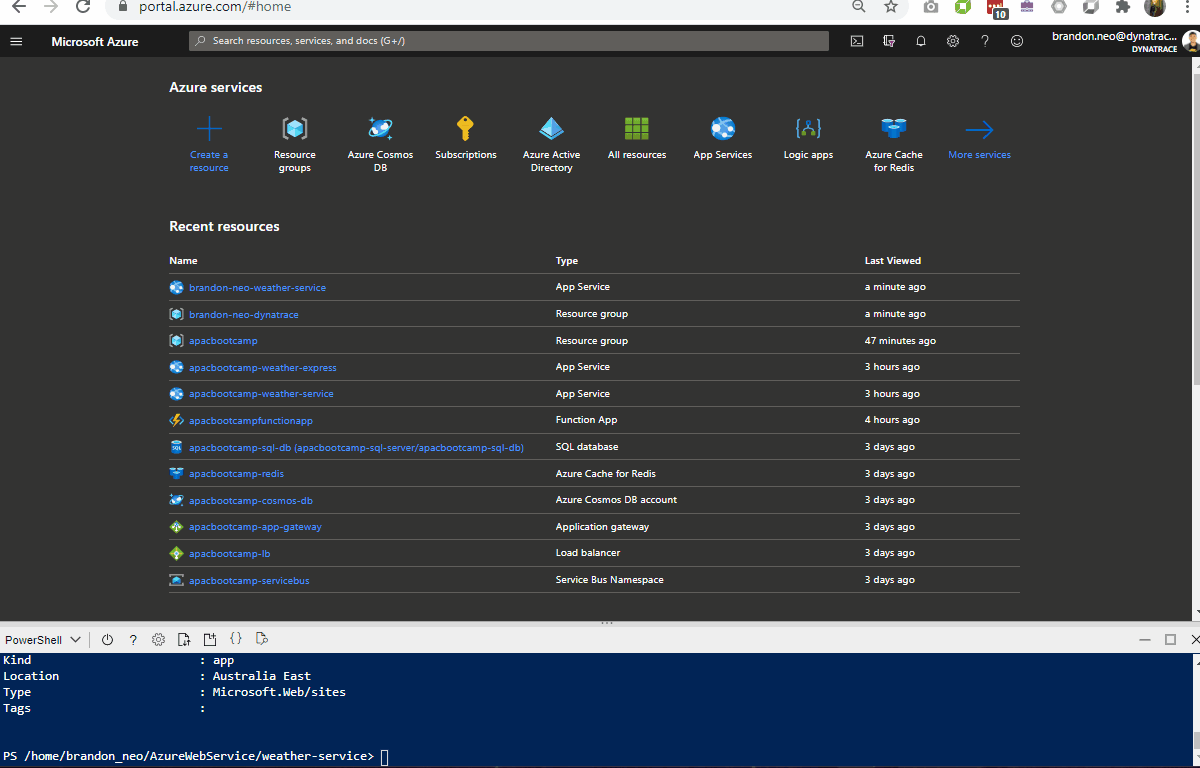 portal.azure.com/#home
10
Microsoft Azure
Search resources, services, and docs (G+/)
brandon.neo@dynatrac...
DYNATRACE
Azure services
Create a resource
Resource groups
Azure Cosmos DB
Subscriptions
Azure Active Directory
All resources
App Services
Logic apps
Azure Cache for Redis
More services
Recent resources
Name Type Last Viewed
brandon-neo-weather-service App Service a minute ago
brandon-neo-dynatrace Resource group a minute ago
apacbootcamp Resource group 47 minutes ago
apacbootcamp-weather-express App Service 3 hours ago
apacbootcamp-weather-service App Service 3 hours ago
apacbootcampfunctionapp Function App 4 hours ago
apacbootcamp-sql-db (apacbootcamp-sql-server/apacbootcamp-sql-db) SQL database 3 days ago
apacbootcamp-redis Azure Cache for Redis 3 days ago
apacbootcamp-cosmos-db Azure Cosmos DB account 3 days ago
apacbootcamp-app-gateway Application gateway 3 days ago
apacbootcamp-lb Load balancer 3 days ago
apacbootcamp-servicebus Service Bus Namespace 3 days ago
PowerShell ? {}
Kind : app
Location : Australia East
Type : Microsoft.Web/sites
Tags :
PS /home/brandon_neo/AzureWebService/weather-service>